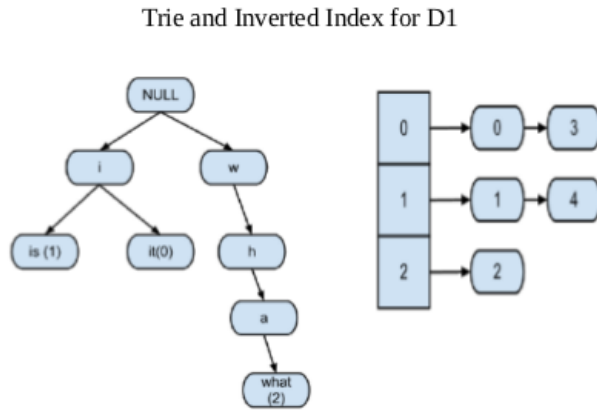 Trie and Inverted Index for D1
NULL
i
w
is (1)
it(0)
h
a
what
(2)
0
0
3
1
1
4
2
2